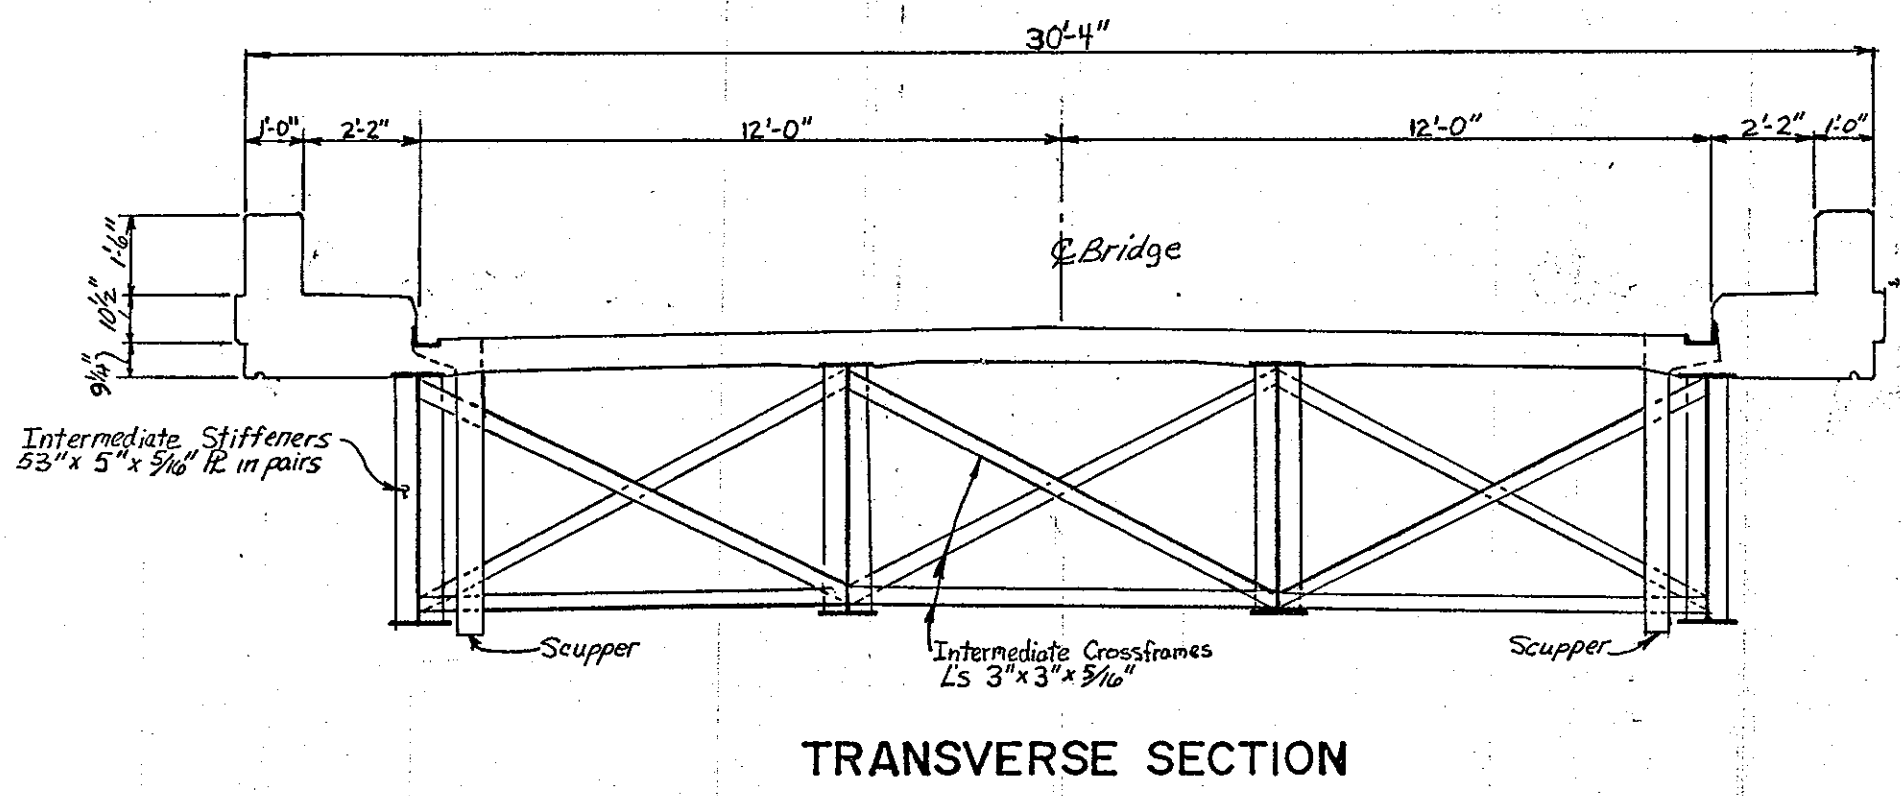 30'-4"
1'-0" 2'-2" 12'-0" 12'-0" 2'-2" 1'-0"
1'-6"
10½"
9¼"
℄ Bridge
Intermediate Stiffeners
53" x 5" x 5/16" PL in pairs
Scupper
Intermediate Crossframes
L's 3" x 3" x 5/16"
Scupper
TRANSVERSE SECTION